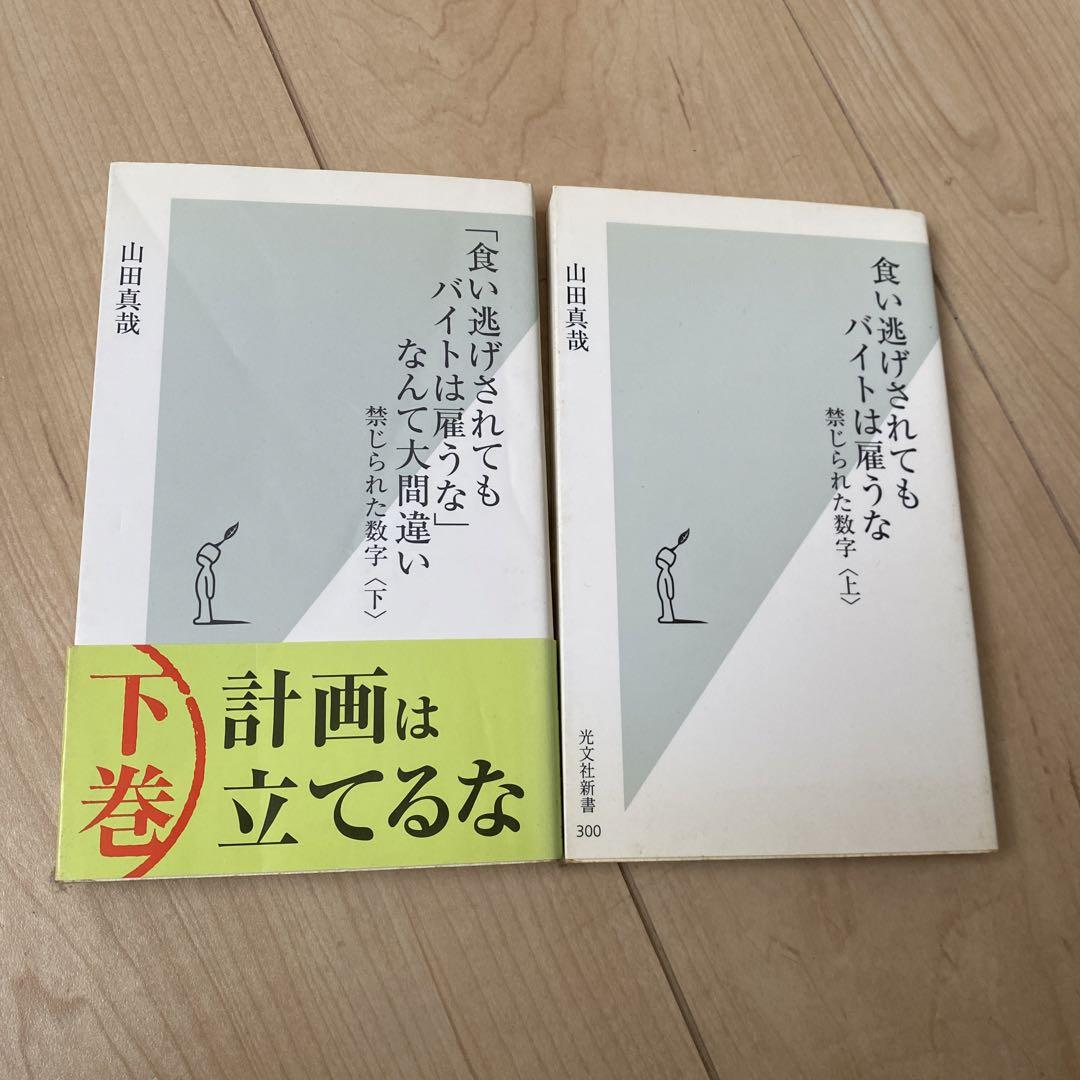 山田真哉
「食い逃げされても
バイトは雇うな」
なんて大間違い
禁じられた数字〈下〉
下巻
計画は
立てるな
山田真哉
食い逃げされても
バイトは雇うな
禁じられた数字〈上〉
光文社新書
300